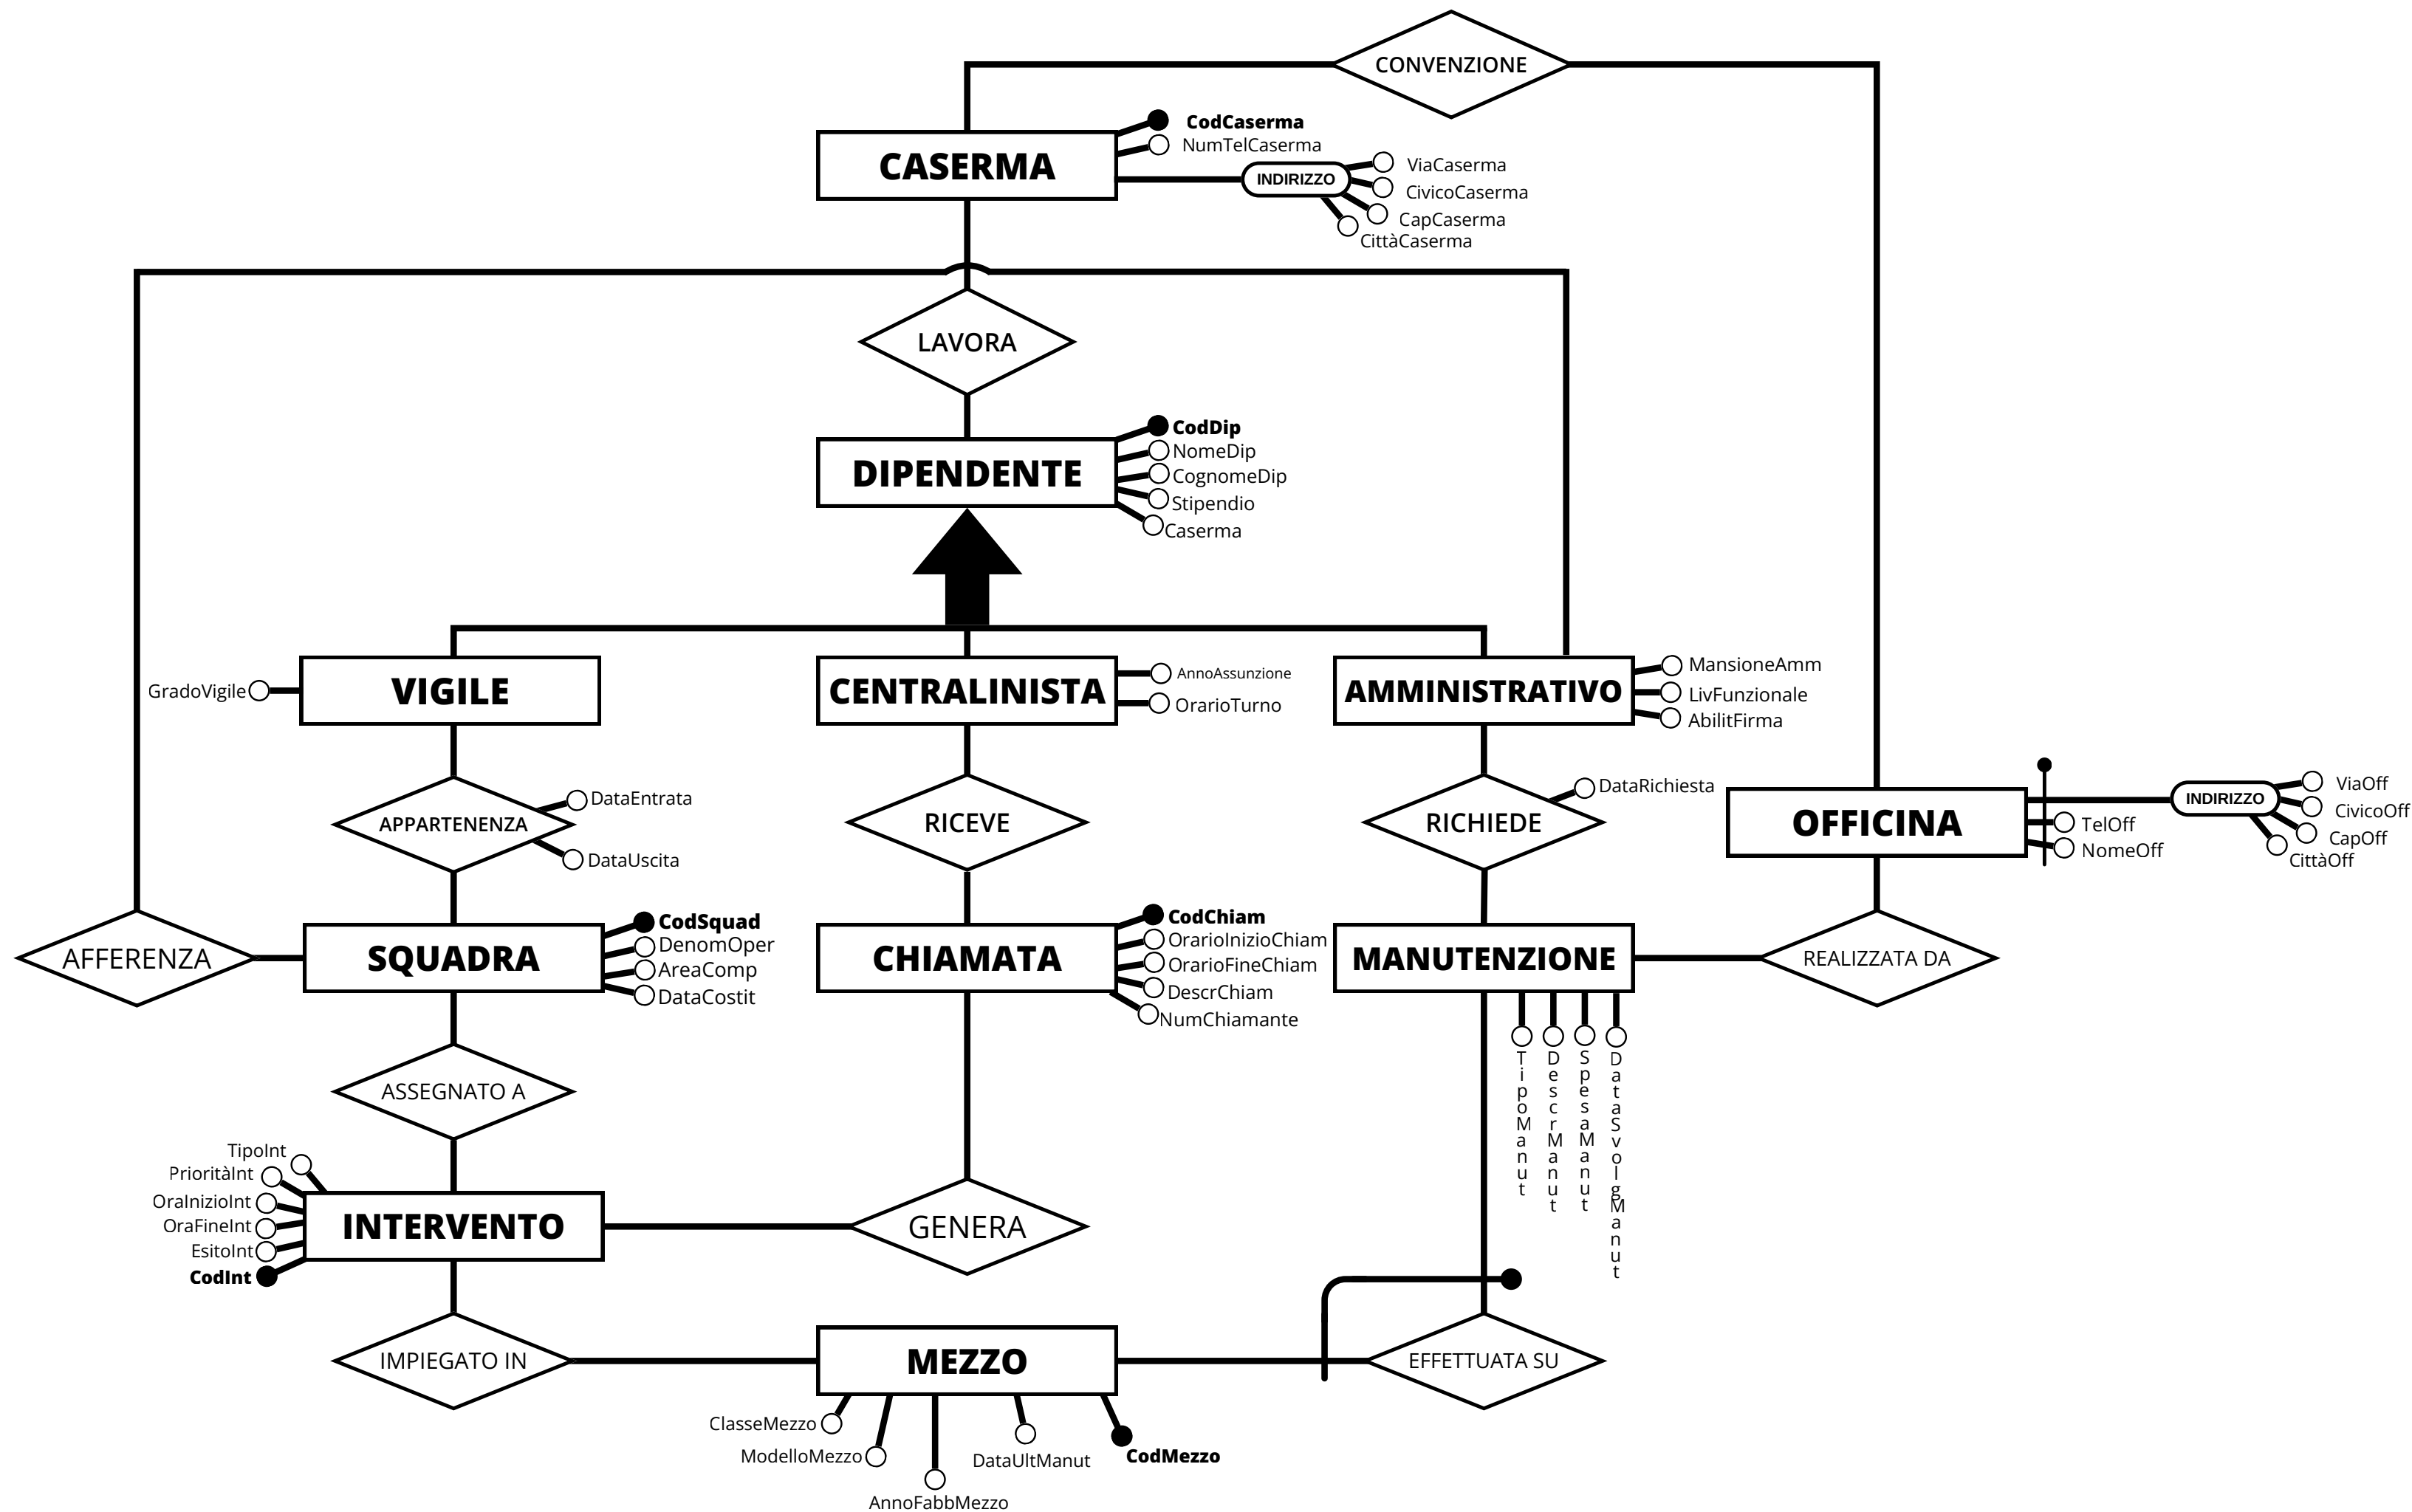 CONVENZIONE
CASERMA
CodCaserma
NumTelCaserma
INDIRIZZO
ViaCaserma
CivicoCaserma
CapCaserma
CittàCaserma
LAVORA
DIPENDENTE
CodDip
NomeDip
CognomeDip
Stipendio
Caserma
GradoVigile
VIGILE
CENTRALINISTA
AnnoAssunzione
OrarioTurno
AMMINISTRATIVO
MansioneAmm
LivFunzionale
AbilitFirma
APPARTENENZA
DataEntrata
DataUscita
RICEVE
RICHIEDE
DataRichiesta
OFFICINA
TelOff
NomeOff
INDIRIZZO
ViaOff
CivicoOff
CapOff
CittàOff
AFFERENZA
SQUADRA
CodSquad
DenomOper
AreaComp
DataCostit
CHIAMATA
CodChiam
OrarioInizioChiam
OrarioFineChiam
DescrChiam
NumChiamante
MANUTENZIONE
REALIZZATA DA
TipoManut
DescrManut
SpesaManut
DataSvolgManut
ASSEGNATO A
TipoInt
PrioritàInt
OraInizioInt
OraFineInt
EsitoInt
CodInt
INTERVENTO
GENERA
IMPIEGATO IN
MEZZO
EFFETTUATA SU
ClasseMezzo
ModelloMezzo
AnnoFabbMezzo
DataUltManut
CodMezzo